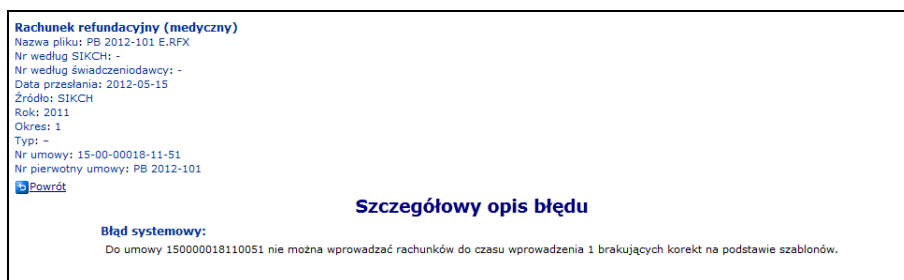 Rachunek refundacyjny (medyczny)
Nazwa pliku: PB 2012-101 E.RFX
Nr według SIKCH: -
Nr według świadczeniodawcy: -
Data przesłania: 2012-05-15
Źródło: SIKCH
Rok: 2011
Okres: 1
Typ: –
Nr umowy: 15-00-00018-11-51
Nr pierwotny umowy: PB 2012-101
Powrót
Szczegółowy opis błędu
Błąd systemowy:
Do umowy 150000018110051 nie można wprowadzać rachunków do czasu wprowadzenia 1 brakujących korekt na podstawie szablonów.